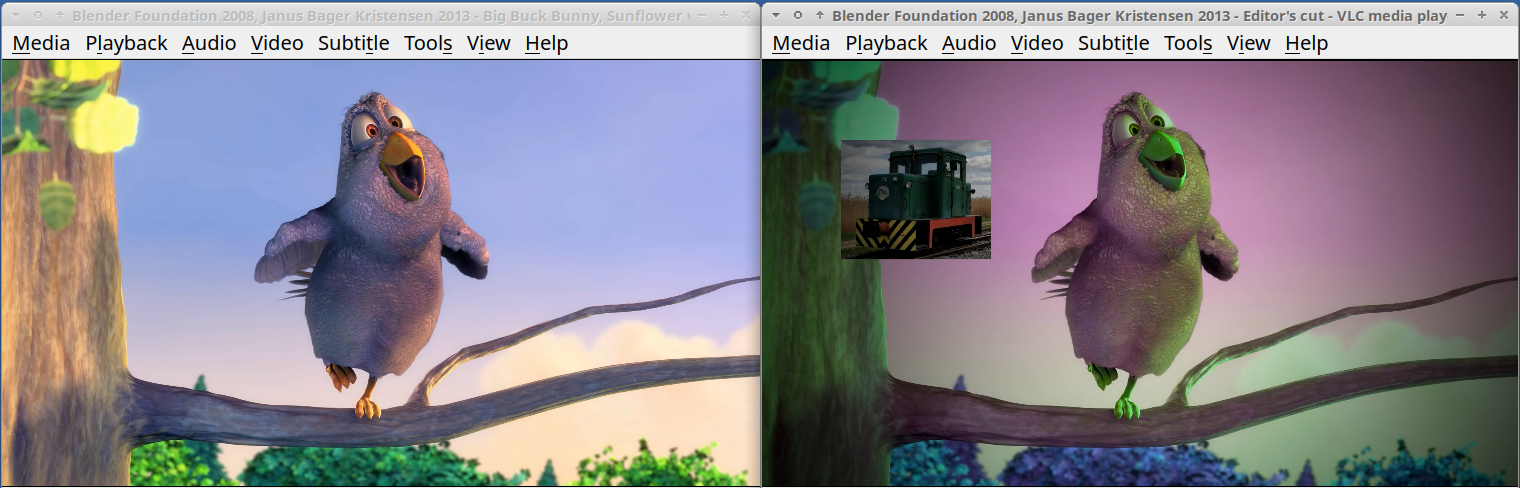 Blender Foundation 2008, Janus Bager Kristensen 2013 - Big Buck Bunny, Sunflower
Media Playback Audio Video Subtitle Tools View Help
Blender Foundation 2008, Janus Bager Kristensen 2013 - Editor's cut - VLC media play
Media Playback Audio Video Subtitle Tools View Help